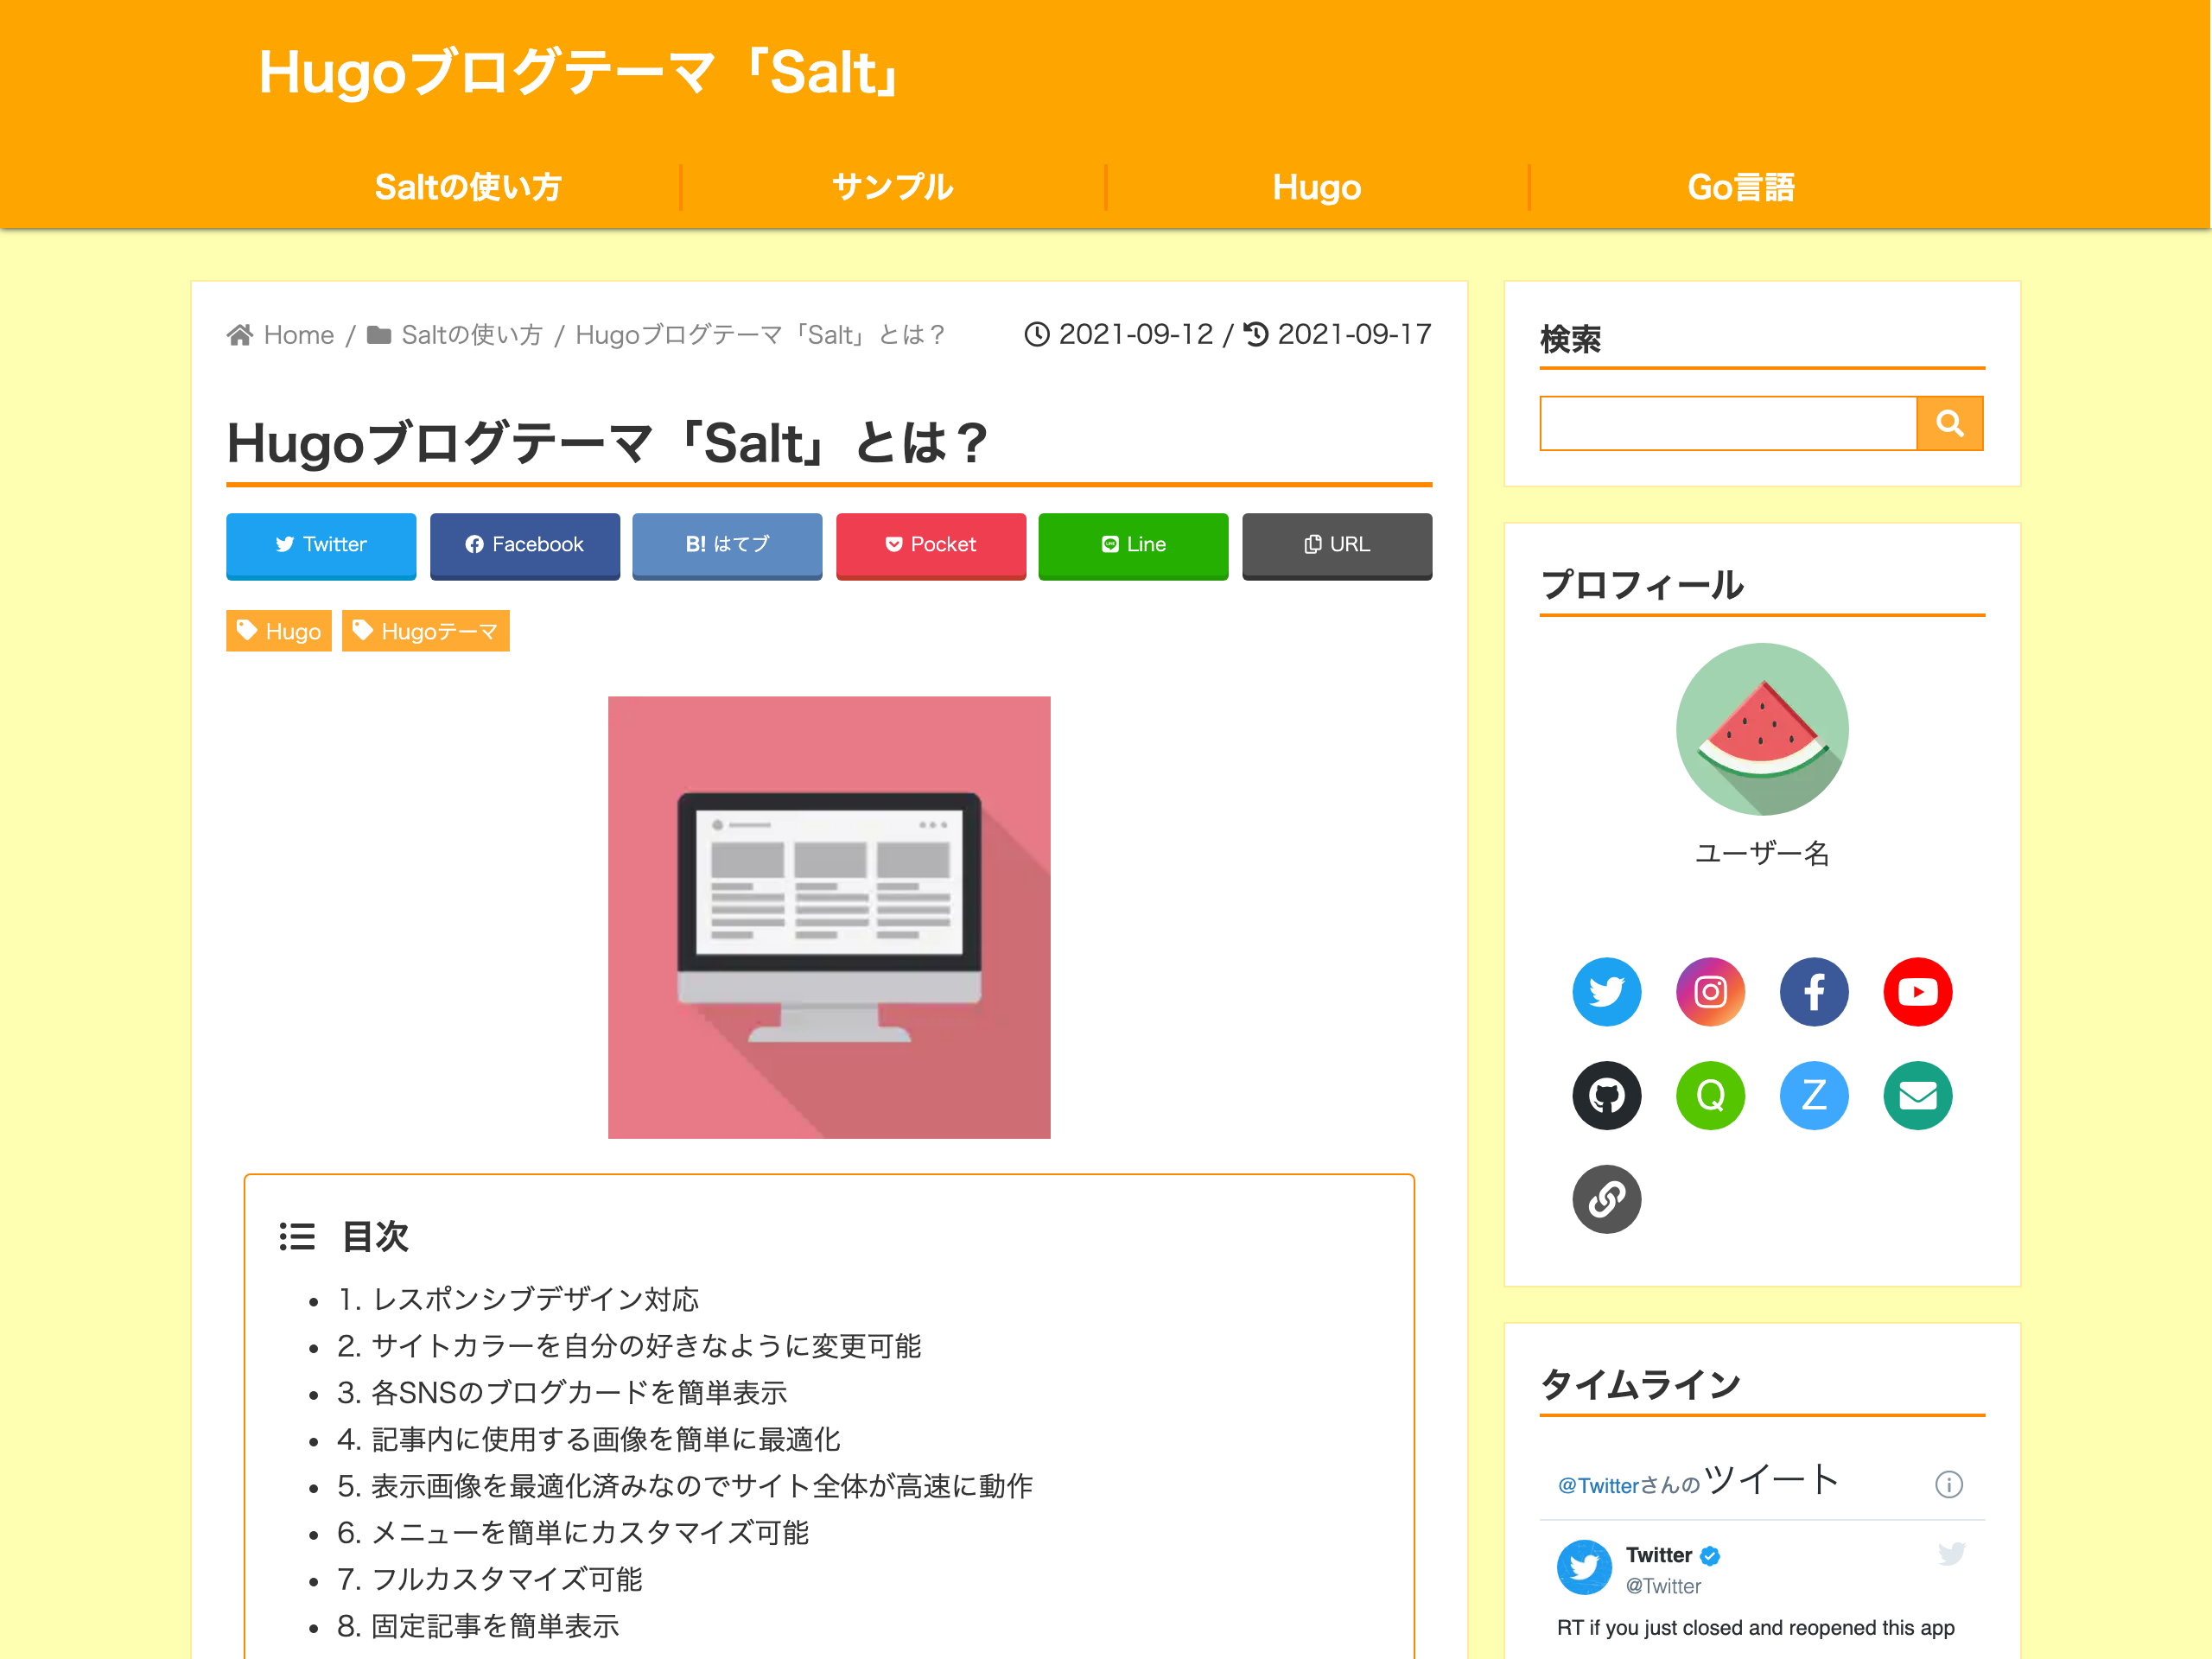 Hugoブログテーマ「Salt」
Saltの使い方
サンプル
Hugo
Go言語
Home / Saltの使い方 / Hugoブログテーマ「Salt」とは？
2021-09-12 / 2021-09-17
Hugoブログテーマ「Salt」とは？
Twitter
Facebook
B! はてブ
Pocket
Line
URL
Hugo
Hugoテーマ
目次
1. レスポンシブデザイン対応
2. サイトカラーを自分の好きなように変更可能
3. 各SNSのブログカードを簡単表示
4. 記事内に使用する画像を簡単に最適化
5. 表示画像を最適化済みなのでサイト全体が高速に動作
6. メニューを簡単にカスタマイズ可能
7. フルカスタマイズ可能
8. 固定記事を簡単表示
検索
プロフィール
ユーザー名
Q
Z
タイムライン
@Twitterさんのツイート
Twitter
@Twitter
RT if you just closed and reopened this app